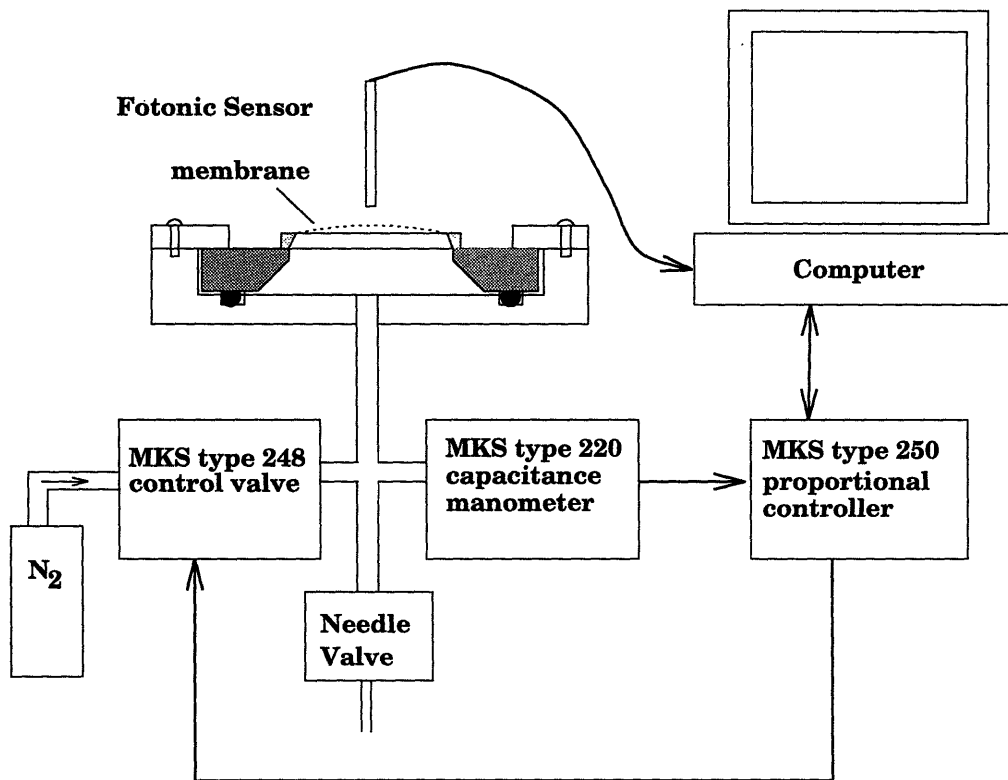 Fotonic Sensor
membrane
Computer
MKS type 248
control valve
MKS type 220
capacitance
manometer
MKS type 250
proportional
controller
N2
Needle
Valve